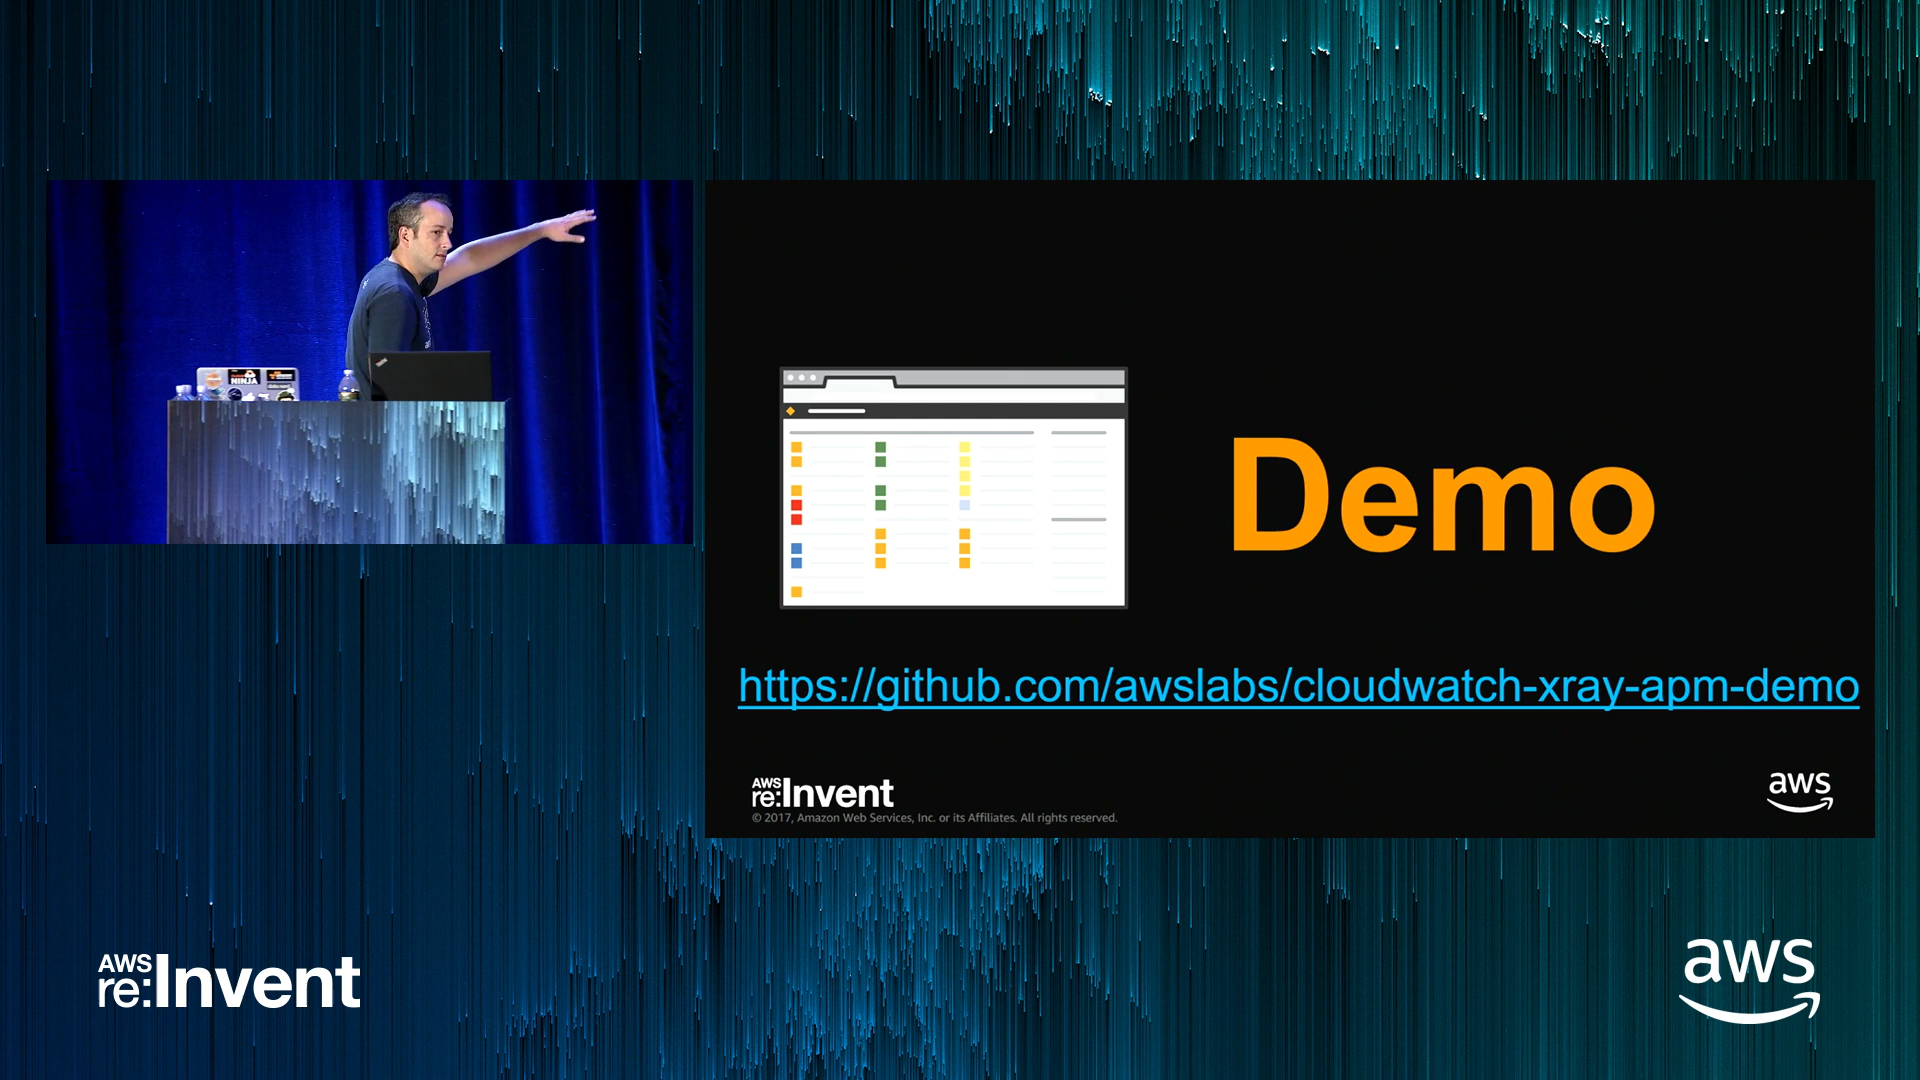 NINJA
Demo
https://github.com/awslabs/cloudwatch-xray-apm-demo
AWS
re:Invent
© 2017, Amazon Web Services, Inc. or its Affiliates. All rights reserved.
aws
AWS
re:Invent
aws